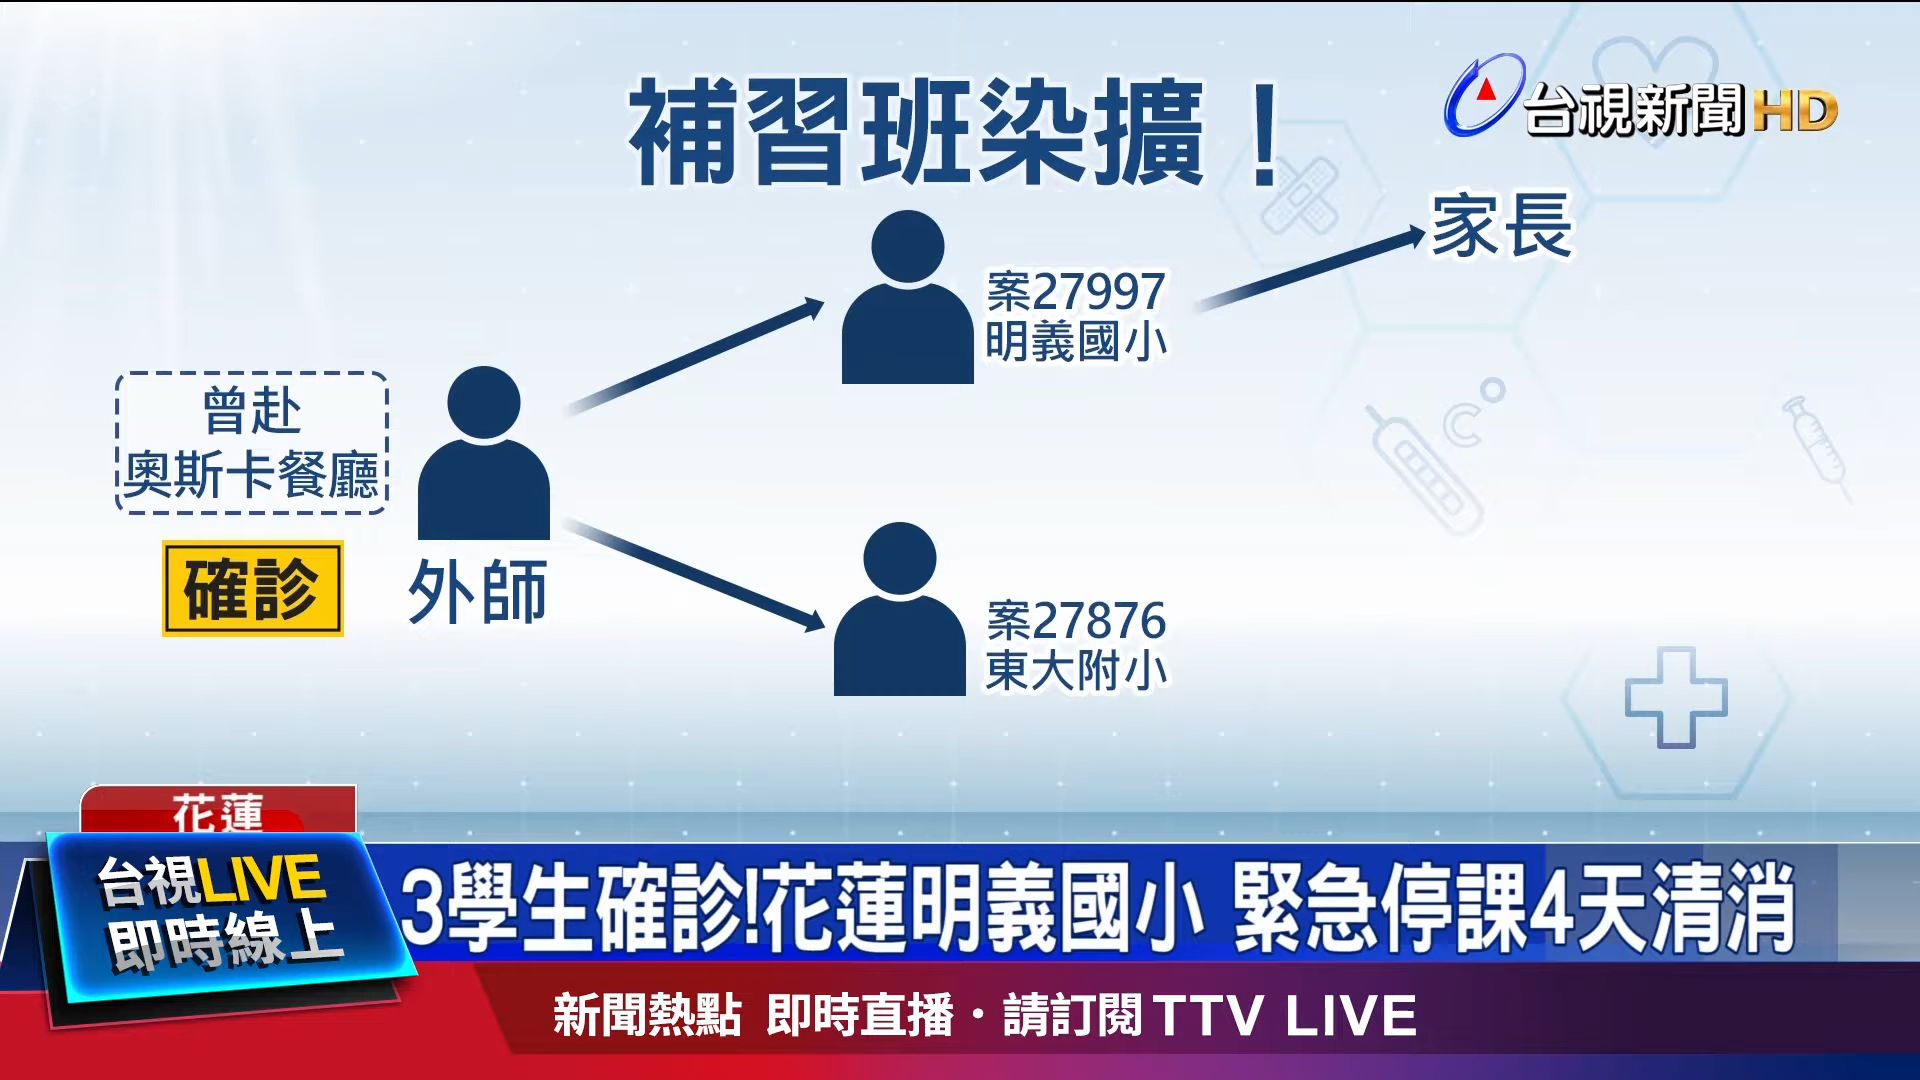 補習班染擴！
台視新聞HD
家長
案27997
明義國小
曾赴
奧斯卡餐廳
確診
外師
案27876
東大附小
°C
花蓮
台視LIVE
即時線上
3學生確診!花蓮明義國小 緊急停課4天清消
新聞熱點 即時直播・請訂閱TTV LIVE